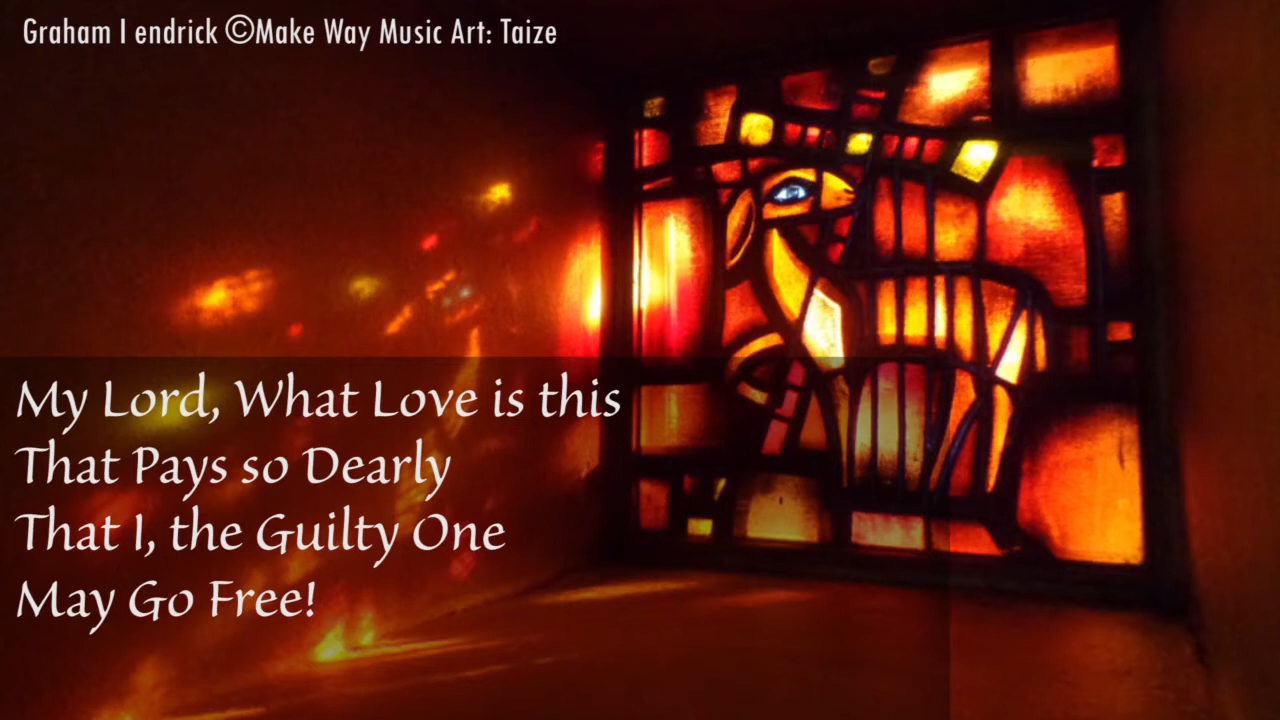 Graham I endrick ©Make Way Music Art: Taize
My Lord, What Love is this
That Pays so Dearly
That I, the Guilty One
May Go Free!